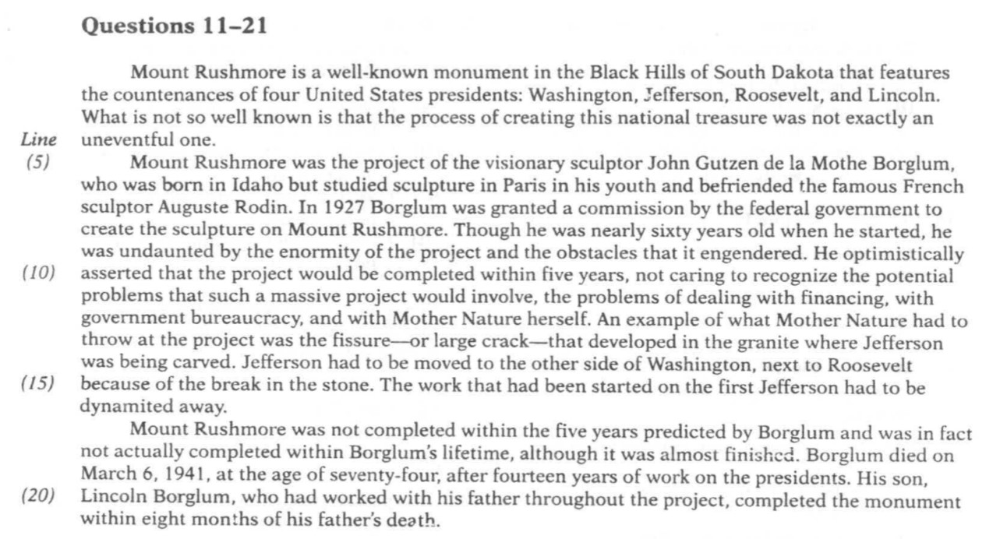 Questions 11–21
Mount Rushmore is a well-known monument in the Black Hills of South Dakota that features
the countenances of four United States presidents: Washington, Jefferson, Roosevelt, and Lincoln.
What is not so well known is that the process of creating this national treasure was not exactly an
Line uneventful one.
(5) Mount Rushmore was the project of the visionary sculptor John Gutzen de la Mothe Borglum,
who was born in Idaho but studied sculpture in Paris in his youth and befriended the famous French
sculptor Auguste Rodin. In 1927 Borglum was granted a commission by the federal government to
create the sculpture on Mount Rushmore. Though he was nearly sixty years old when he started, he
was undaunted by the enormity of the project and the obstacles that it engendered. He optimistically
(10) asserted that the project would be completed within five years, not caring to recognize the potential
problems that such a massive project would involve, the problems of dealing with financing, with
government bureaucracy, and with Mother Nature herself. An example of what Mother Nature had to
throw at the project was the fissure—or large crack—that developed in the granite where Jefferson
was being carved. Jefferson had to be moved to the other side of Washington, next to Roosevelt
(15) because of the break in the stone. The work that had been started on the first Jefferson had to be
dynamited away.
Mount Rushmore was not completed within the five years predicted by Borglum and was in fact
not actually completed within Borglum's lifetime, although it was almost finished. Borglum died on
March 6, 1941, at the age of seventy-four, after fourteen years of work on the presidents. His son,
(20) Lincoln Borglum, who had worked with his father throughout the project, completed the monument
within eight months of his father's death.